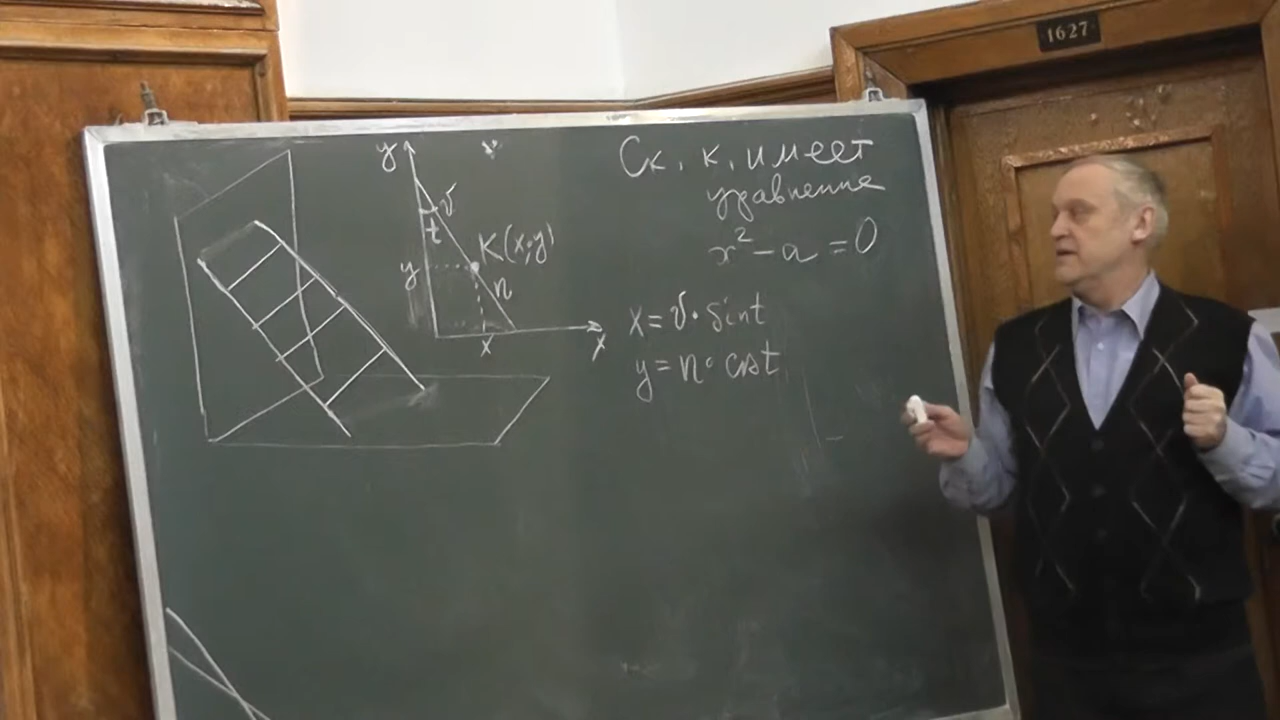 1627
y
v
t
K(x;y)
y
n
x
x
Ск, к, имеет
уравнение
x² - a = 0
x = v · sin t
y = n · cos t